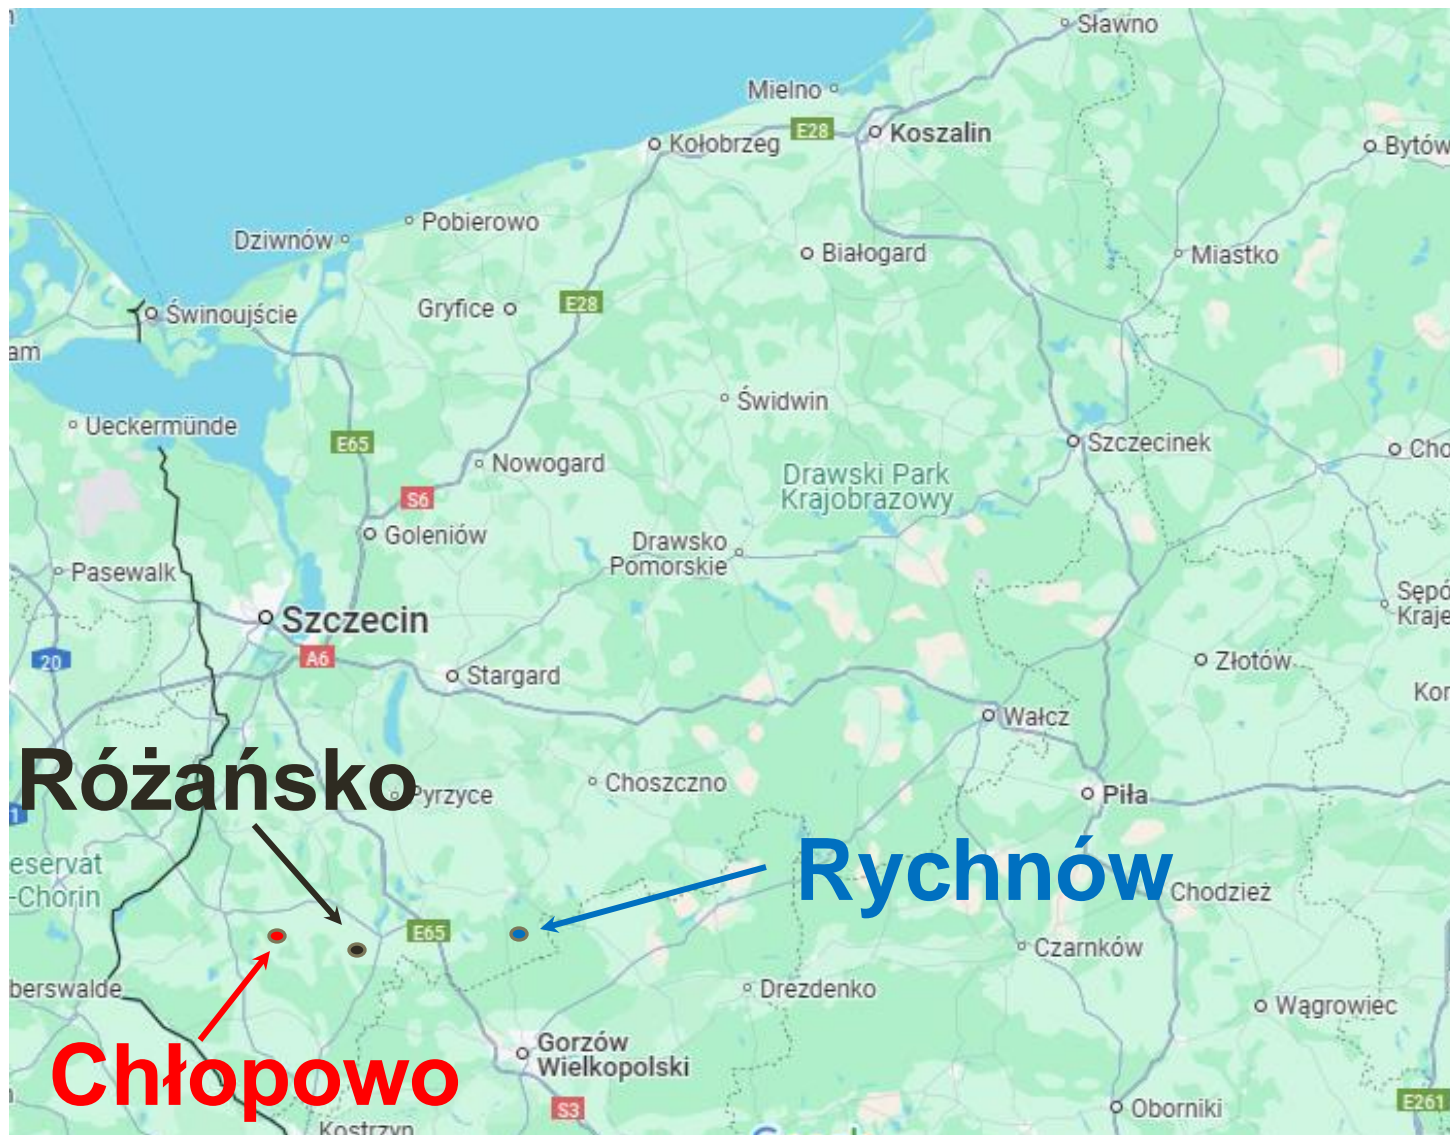 Sławno
Mielno
E28
Koszalin
Kołobrzeg
Bytów
Pobierowo
Dziwnów
Białogard
Miastko
Gryfice
E28
Świnoujście
am
Świdwin
Ueckermünde
E65
Szczecinek
Cho
Nowogard
Drawski Park
Krajobrazowy
S6
Goleniów
Drawsko
Pomorskie
Pasewalk
Sępó
Kraje
Szczecin
A6
20
Złotów
Stargard
Kor
Wałcz
Różańsko
Pyrzyce
Choszczno
Piła
1
eservat
-Chorin
Rychnów
Chodzież
E65
Czarnków
berswalde
Drezdenko
Wągrowiec
Gorzów
Wielkopolski
Chłopowo
S3
Oborniki
E261
Kostrzyn